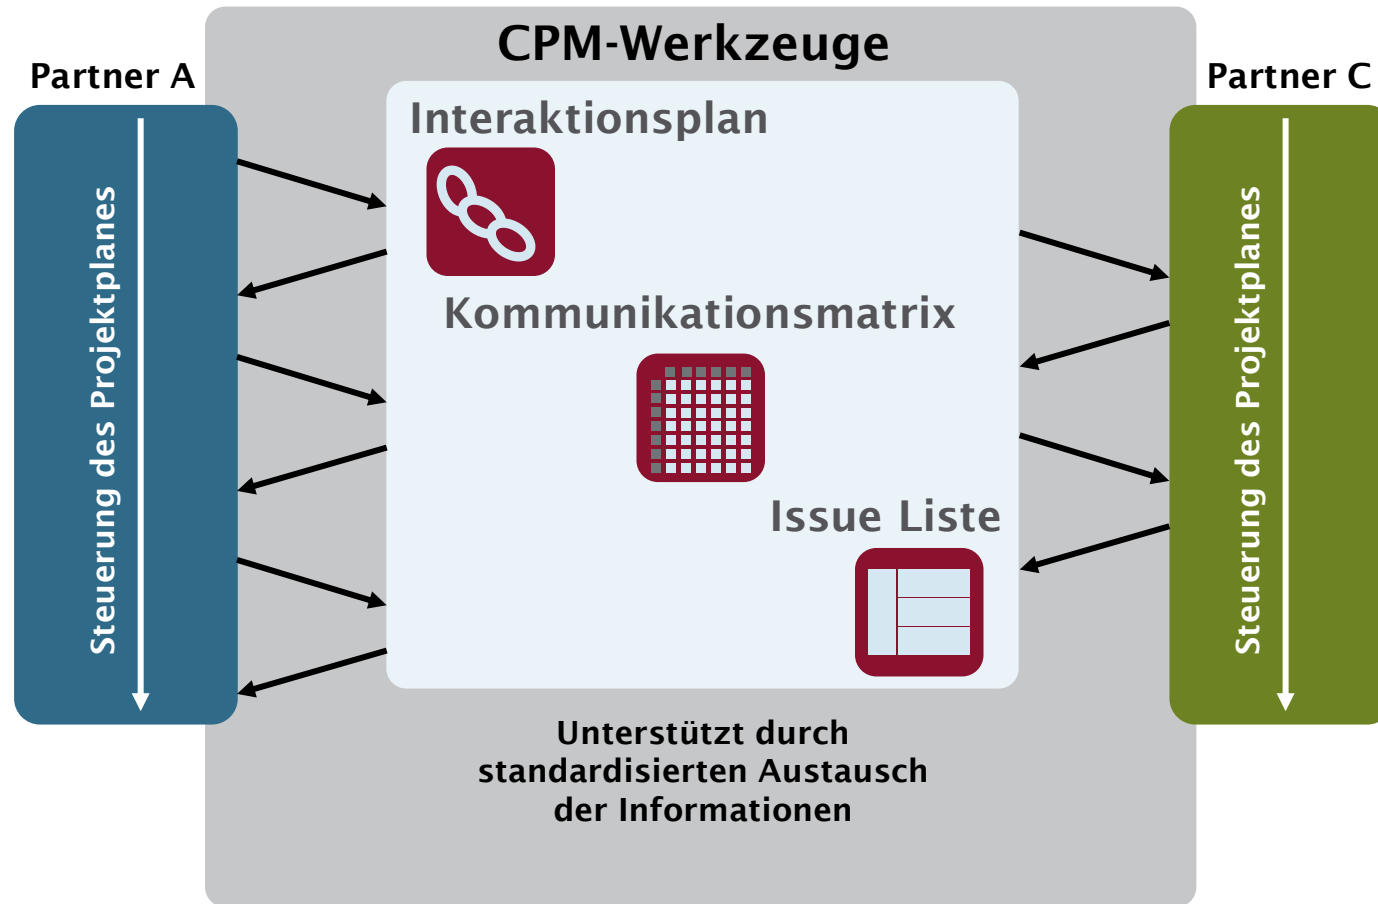 CPM-Werkzeuge
Partner A
Partner C
Interaktionsplan
Kommunikationsmatrix
Issue Liste
Steuerung des Projektplanes
Steuerung des Projektplanes
Unterstützt durch
standardisierten Austausch
der Informationen